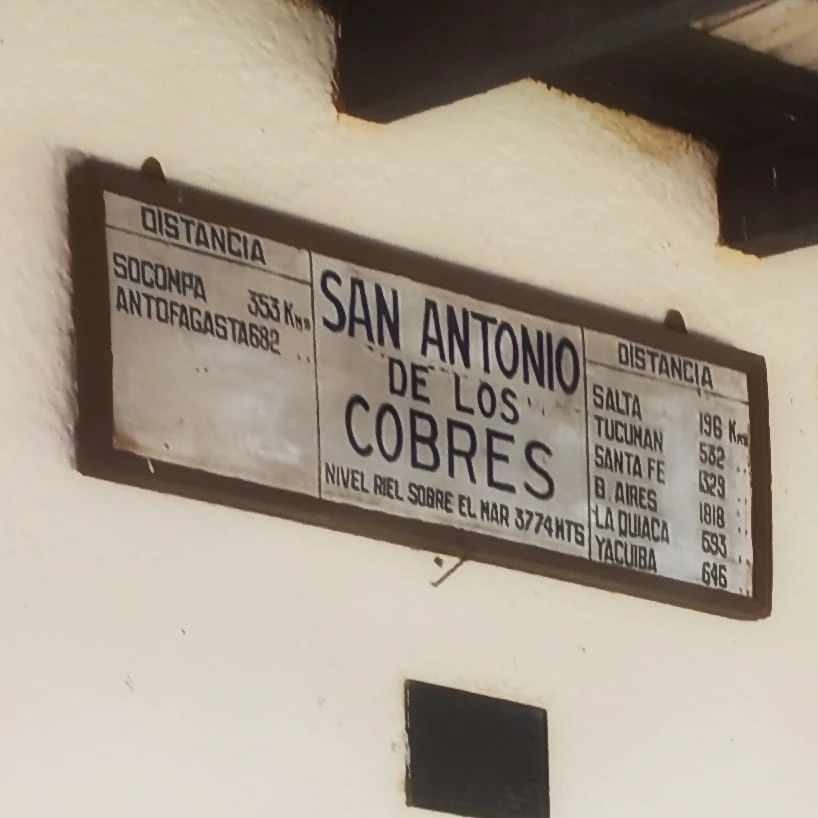 DISTANCIA
SOCONPA 353 Kms
ANTOFAGASTA 682 ..
SAN ANTONIO
DE LOS
COBRES
NIVEL RIEL SOBRE EL MAR 3774 MTS
DISTANCIA
SALTA 196 Kms
TUCUMAN 532 ..
SANTA FE 1329 ..
B. AIRES 1818 ..
LA QUIACA 593 ..
YACUIBA 646 ..